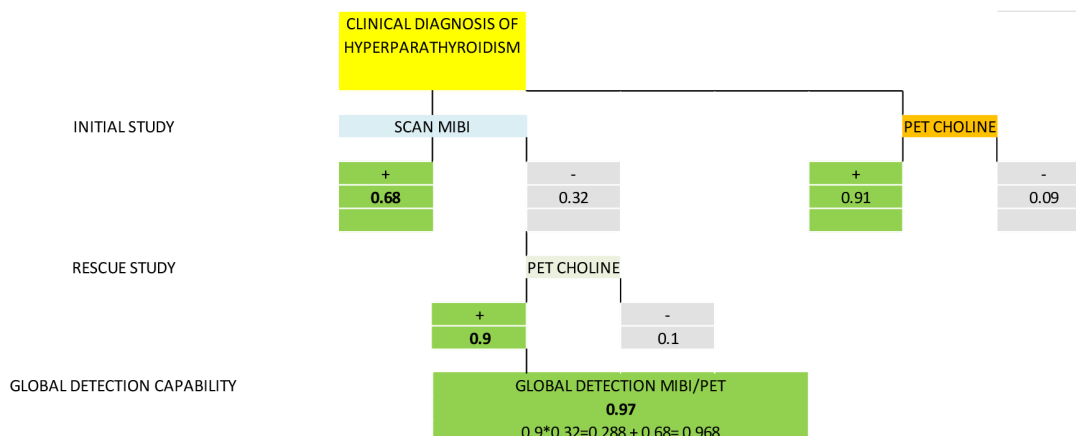 CLINICAL DIAGNOSIS OF
HYPERPARATHYROIDISM
INITIAL STUDY
SCAN MIBI
PET CHOLINE
+
-
+
-
0.68
0.32
0.91
0.09
RESCUE STUDY
PET CHOLINE
+
-
0.9
0.1
GLOBAL DETECTION CAPABILITY
GLOBAL DETECTION MIBI/PET
0.97
0.9*0.32=0.288 + 0.68= 0.968